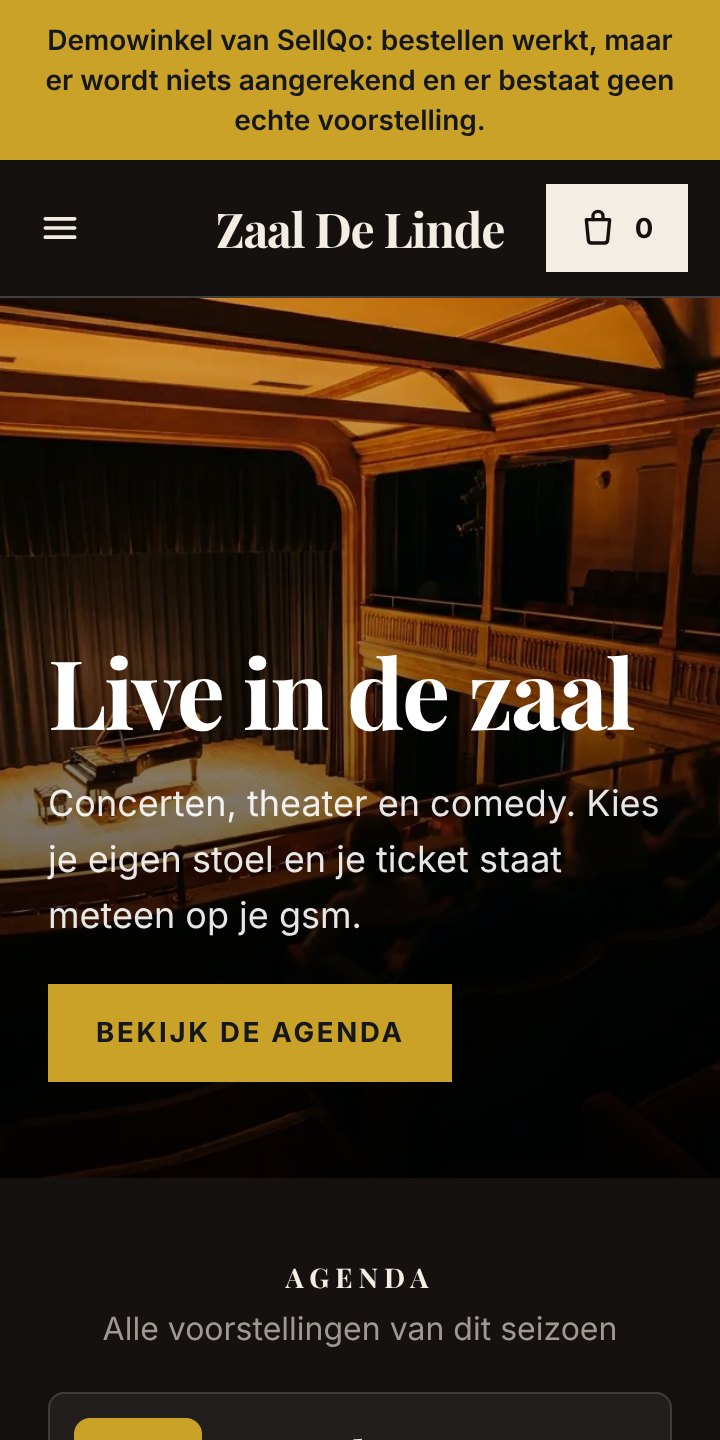 Demowinkel van SellQo: bestellen werkt, maar
er wordt niets aangerekend en er bestaat geen
echte voorstelling.
Zaal De Linde
0
Live in de zaal
Concerten, theater en comedy. Kies
je eigen stoel en je ticket staat
meteen op je gsm.
BEKIJK DE AGENDA
AGENDA
Alle voorstellingen van dit seizoen